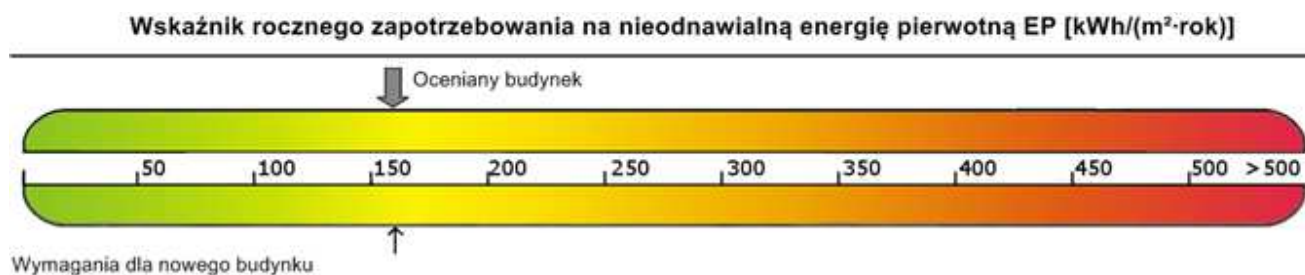 Wskaźnik rocznego zapotrzebowania na nieodnawialną energię pierwotną EP [kWh/(m²·rok)]
Oceniany budynek
50 100 150 200 250 300 350 400 450 500 > 500
Wymagania dla nowego budynku